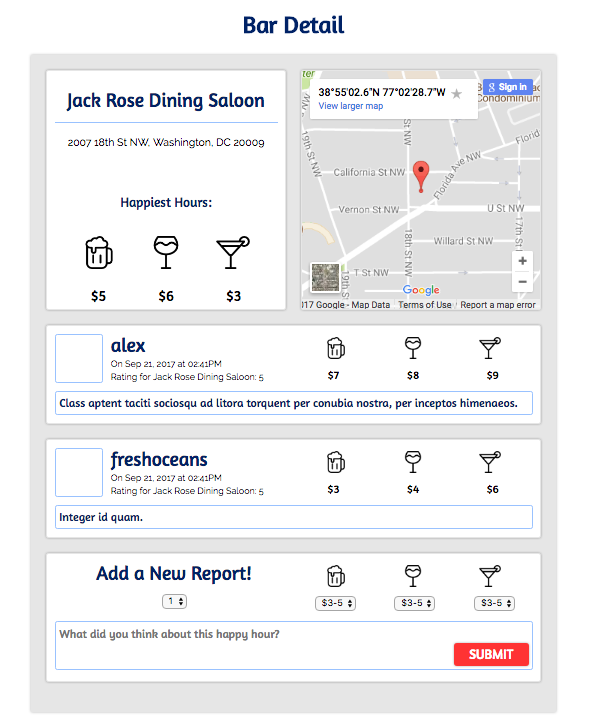 Bar Detail
Jack Rose Dining Saloon
2007 18th St NW, Washington, DC 20009
Happiest Hours:
$5 $6 $3
38°55'02.6"N 77°02'28.7"W
View larger map
Sign in
Condominium
19th St NW
St NW
Florid
California St NW
Florida Ave NW
Vernon St NW
U St NW
17th St
18th St NW
Willard St NW
T St NW
19th St
+
−
Google
17 Google - Map Data Terms of Use Report a map error
alex
On Sep 21, 2017 at 02:41PM
Rating for Jack Rose Dining Saloon: 5
$7 $8 $9
Class aptent taciti sociosqu ad litora torquent per conubia nostra, per inceptos himenaeos.
freshoceans
On Sep 21, 2017 at 02:41PM
Rating for Jack Rose Dining Saloon: 5
$3 $4 $6
Integer id quam.
Add a New Report!
1
$3-5 $3-5 $3-5
What did you think about this happy hour?
SUBMIT